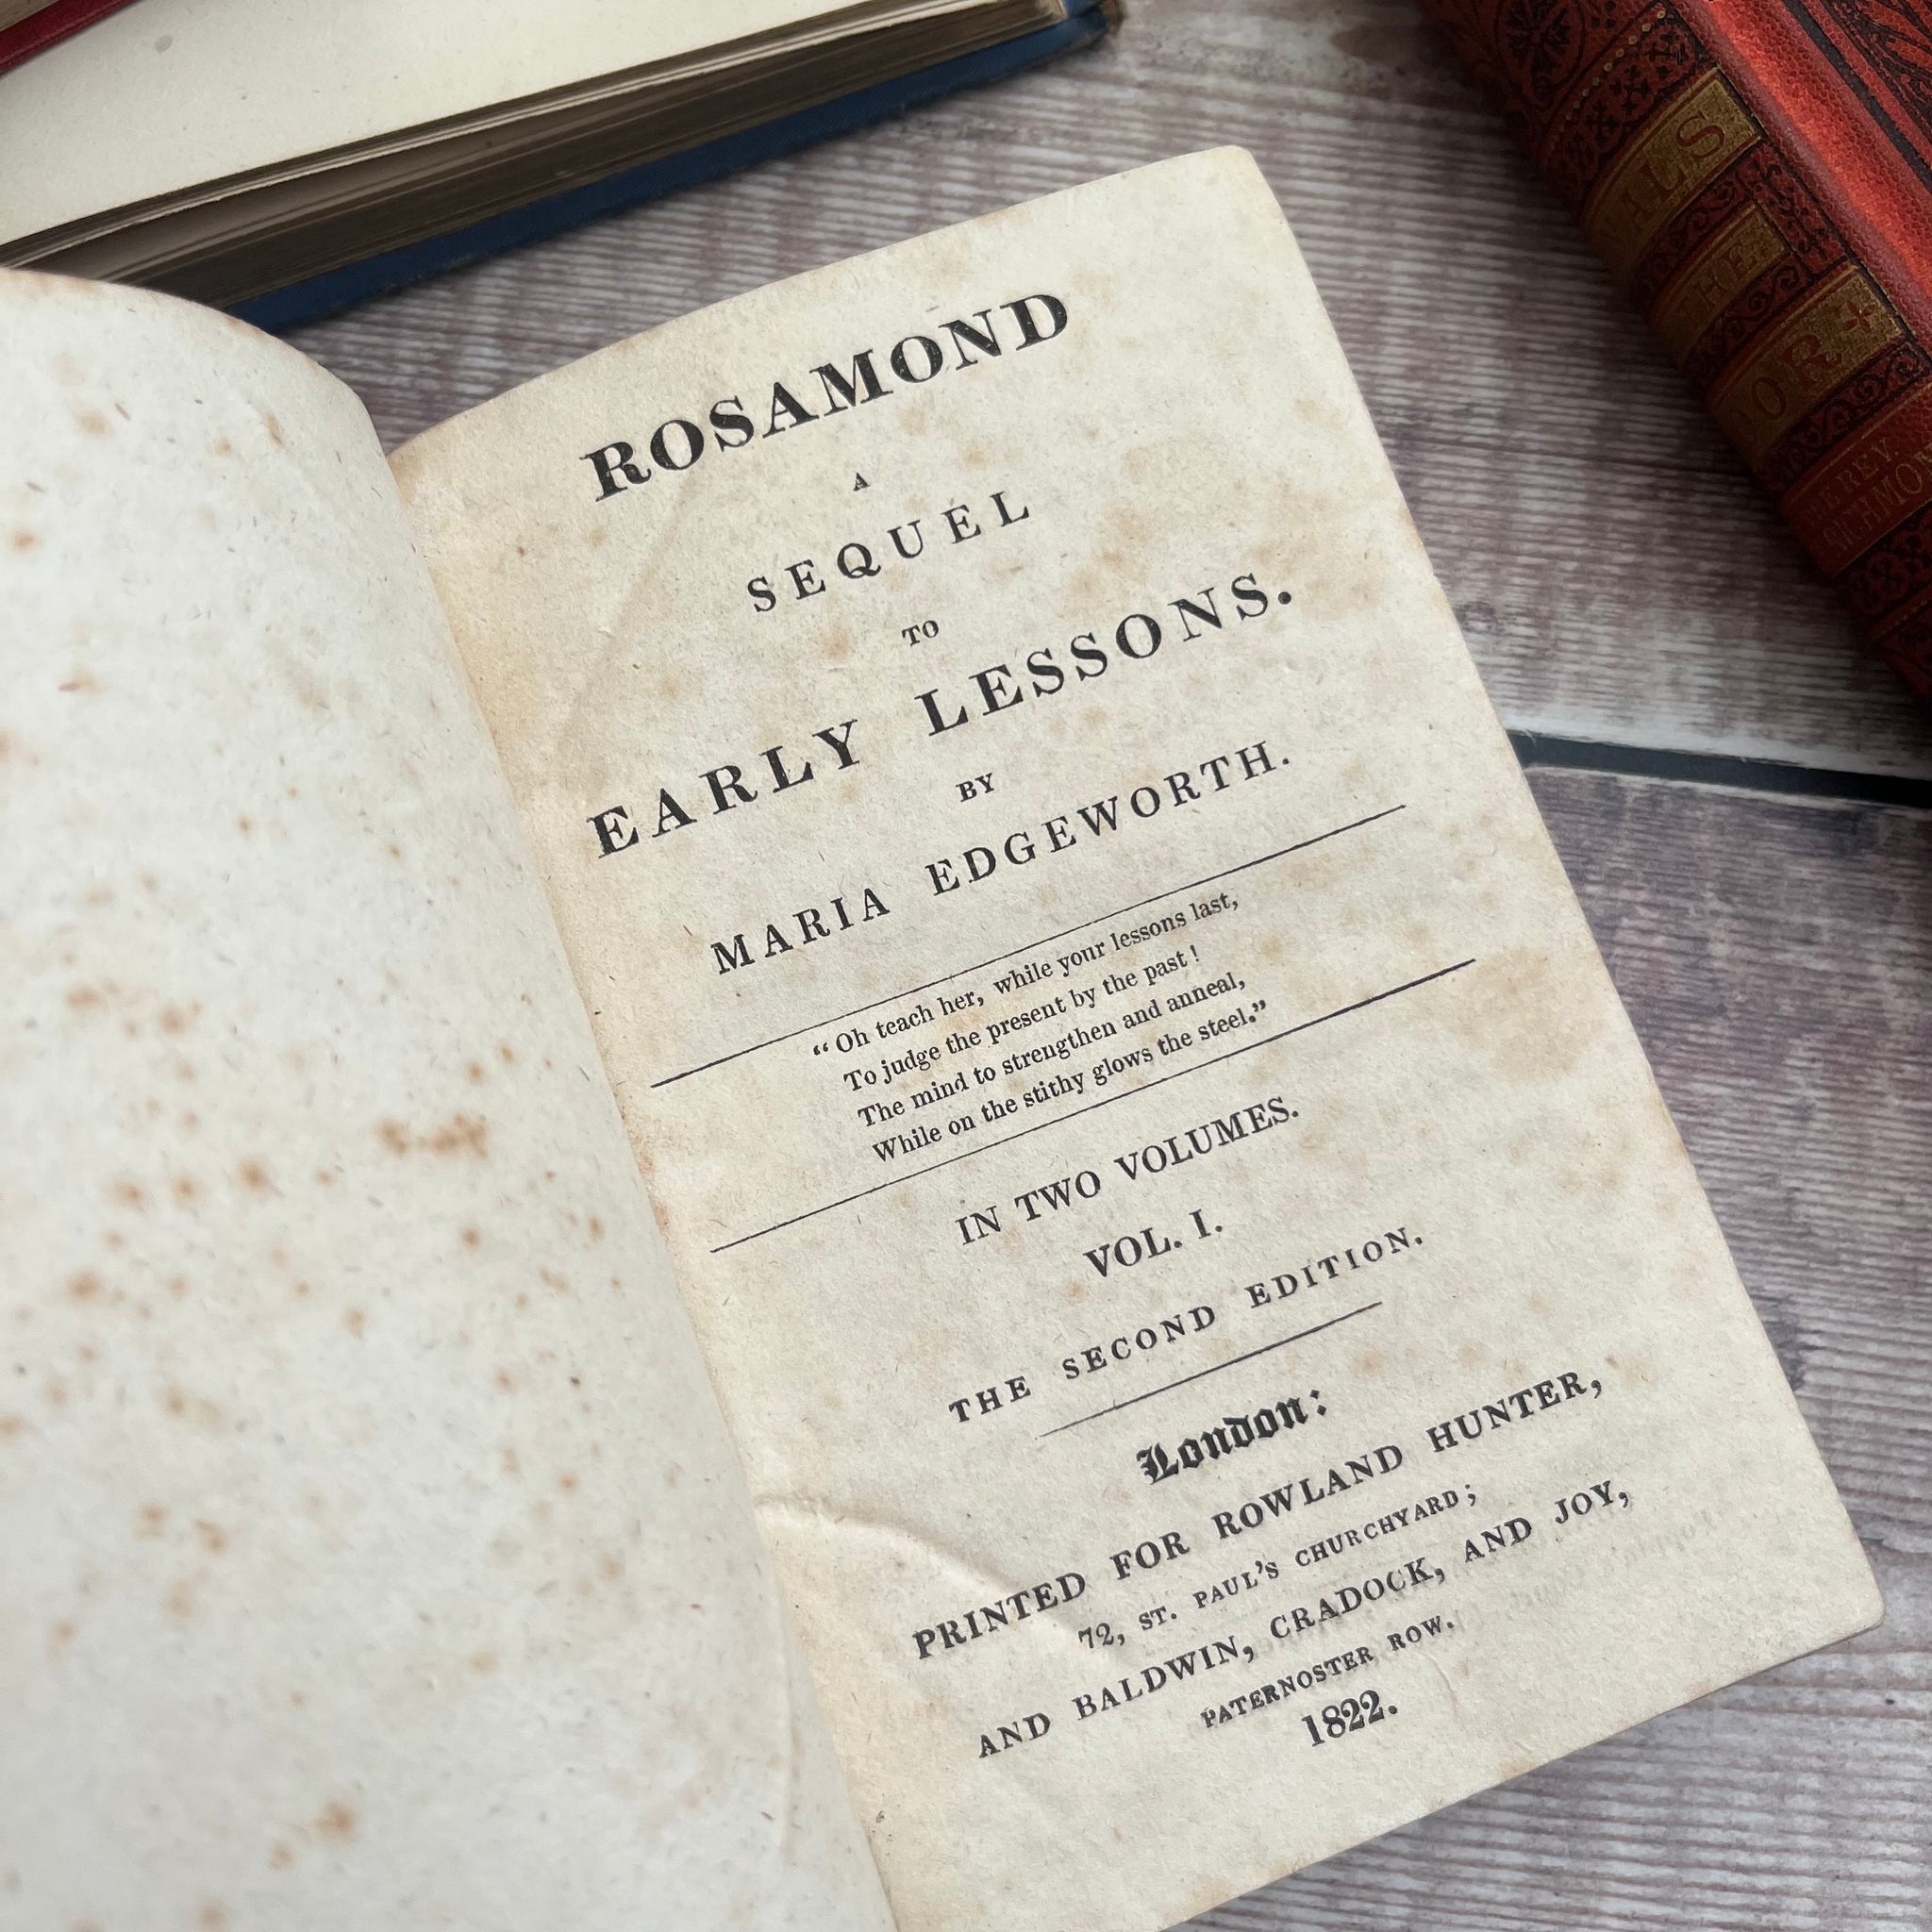 ROSAMOND
A
SEQUEL
TO
EARLY LESSONS.
BY
MARIA EDGEWORTH.
“Oh teach her, while your lessons last,
To judge the present by the past!
The mind to strengthen and anneal,
While on the stithy glows the steel.”
IN TWO VOLUMES.
VOL. I.
THE SECOND EDITION.
London:
PRINTED FOR ROWLAND HUNTER,
72, ST. PAUL'S CHURCHYARD;
AND BALDWIN, CRADOCK, AND JOY,
PATERNOSTER ROW.
1822.
REV.